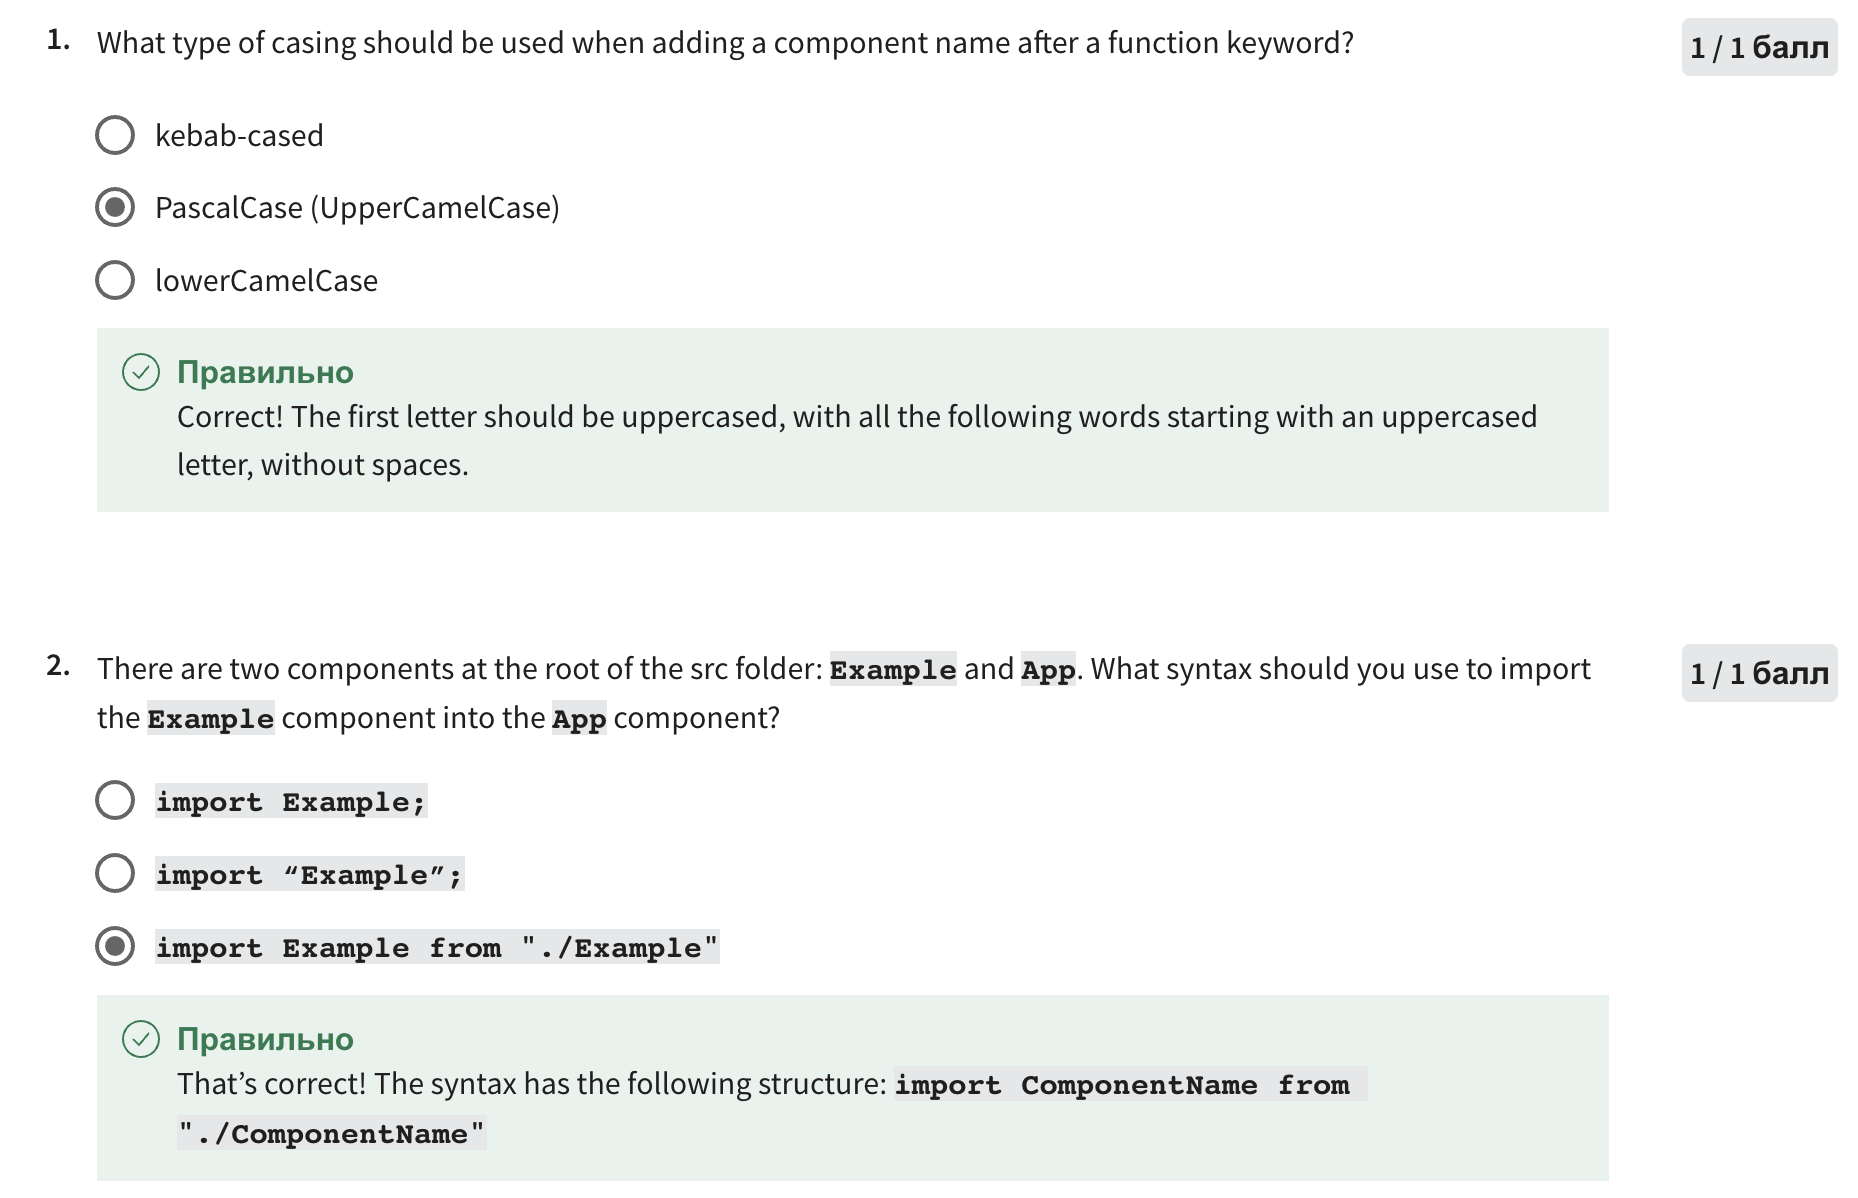 1. What type of casing should be used when adding a component name after a function keyword?
1 / 1 балл
kebab-cased
PascalCase (UpperCamelCase)
lowerCamelCase
Правильно
Correct! The first letter should be uppercased, with all the following words starting with an uppercased
letter, without spaces.
2. There are two components at the root of the src folder: Example and App. What syntax should you use to import
the Example component into the App component?
1 / 1 балл
import Example;
import “Example”;
import Example from "./Example"
Правильно
That’s correct! The syntax has the following structure: import ComponentName from
"./ComponentName"